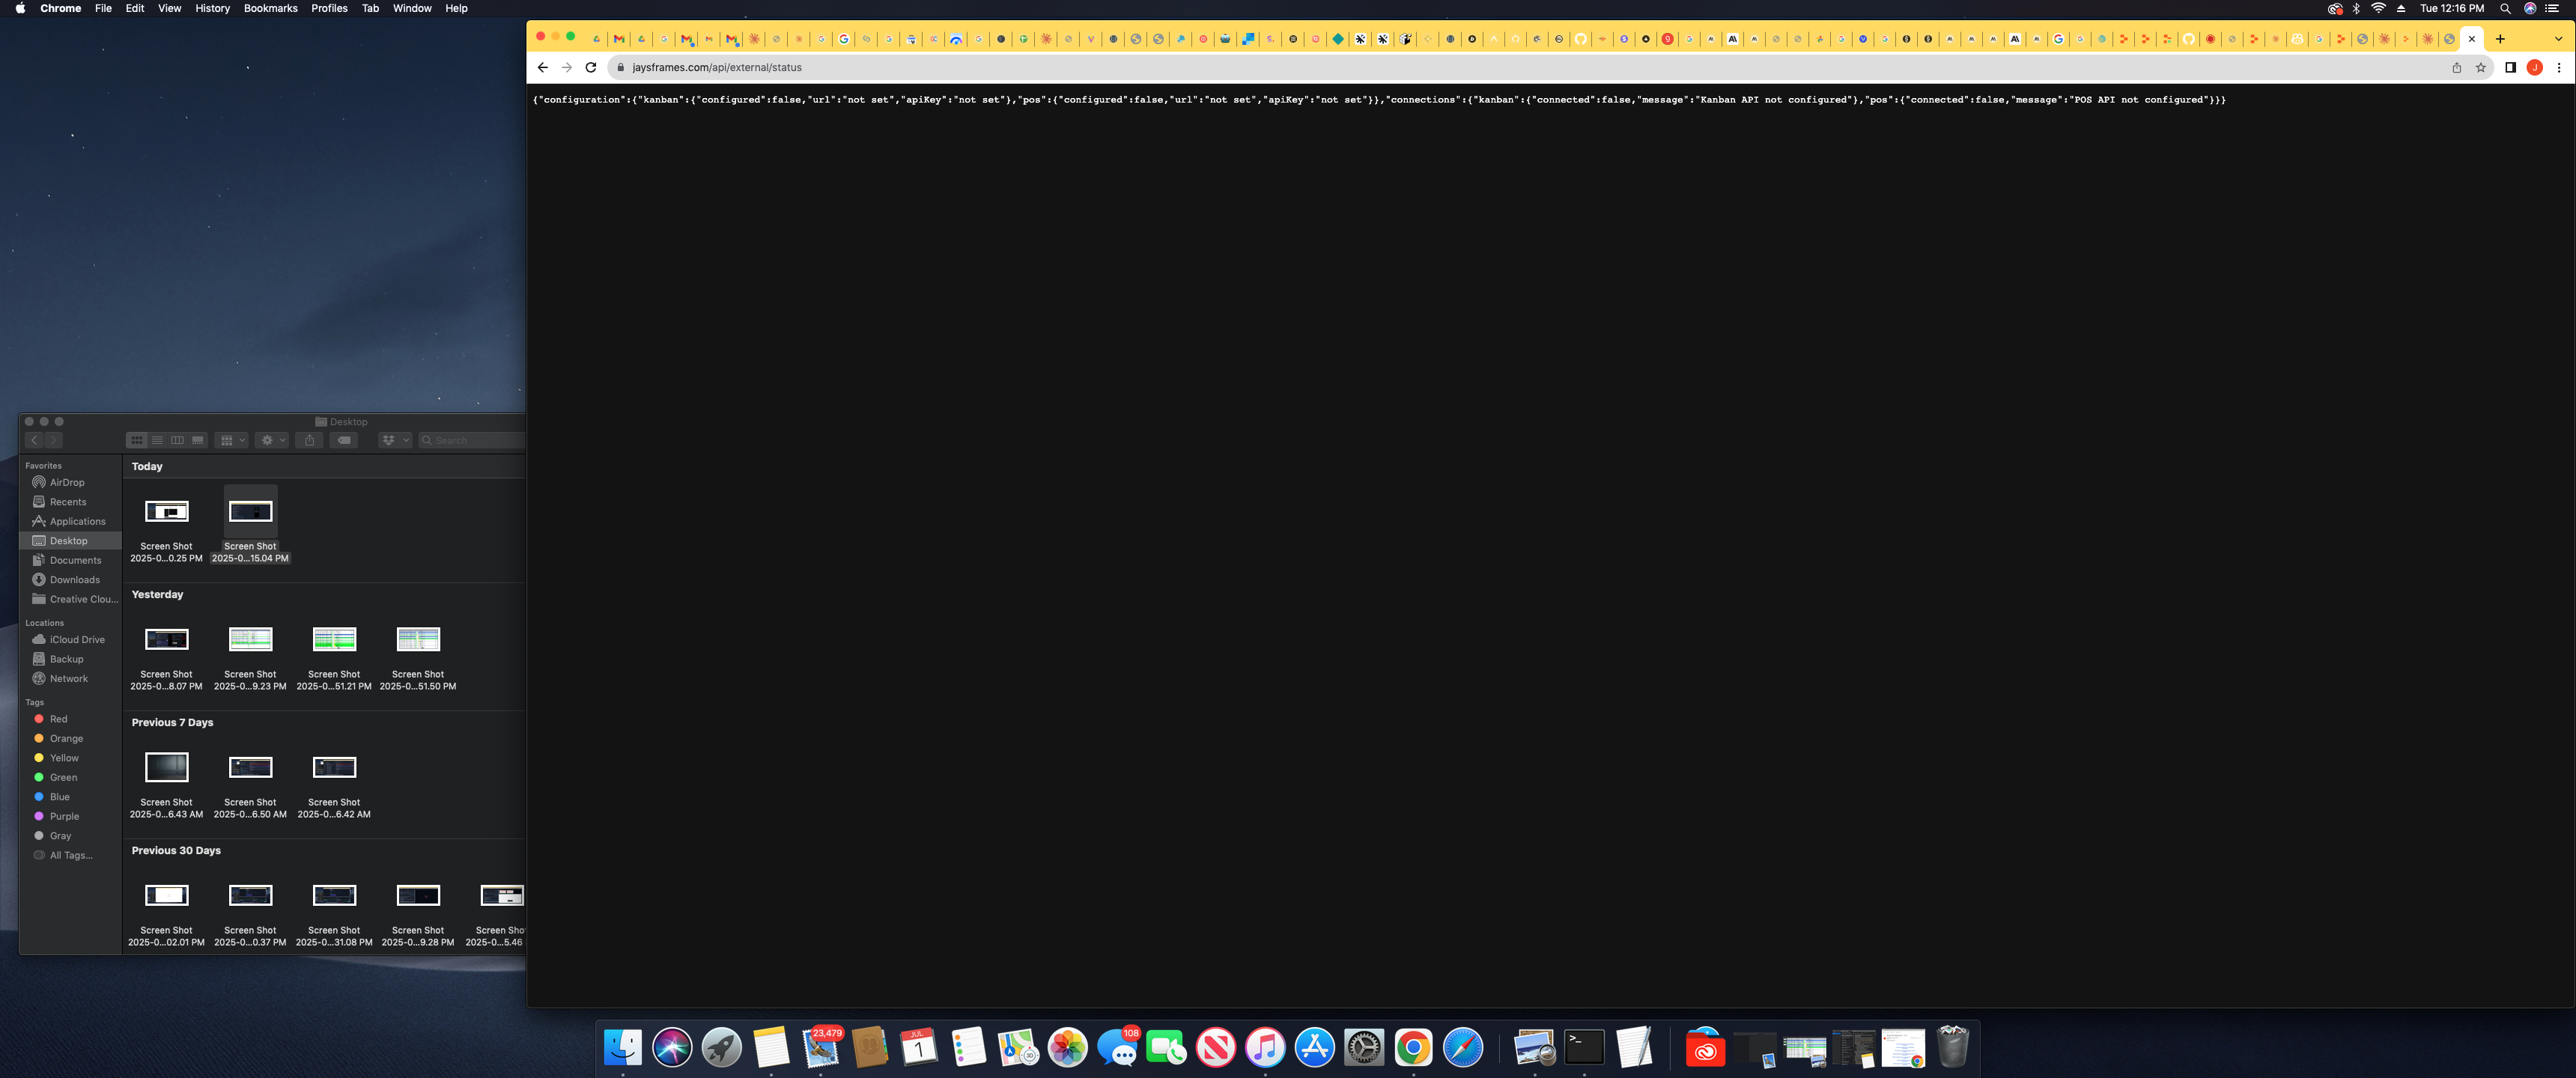 Chrome File Edit View History Bookmarks Profiles Tab Window Help
Tue 12:16 PM
jaysframes.com/api/external/status
{"configuration":{"kanban":{"configured":false,"url":"not set","apiKey":"not set"},"pos":{"configured":false,"url":"not set","apiKey":"not set"}},"connections":{"kanban":{"connected":false,"message":"Kanban API not configured"},"pos":{"connected":false,"message":"POS API not configured"}}}
Desktop
Search
Favorites
AirDrop
Recents
Applications
Desktop
Documents
Downloads
Creative Clou...
Locations
iCloud Drive
Backup
Network
Tags
Red
Orange
Yellow
Green
Blue
Purple
Gray
All Tags...
Today
Screen Shot
2025-0...0.25 PM
Screen Shot
2025-0...15.04 PM
Yesterday
Screen Shot
2025-0...8.07 PM
Screen Shot
2025-0...9.23 PM
Screen Shot
2025-0...51.21 PM
Screen Shot
2025-0...51.50 PM
Previous 7 Days
Screen Shot
2025-0...6.43 AM
Screen Shot
2025-0...6.50 AM
Screen Shot
2025-0...6.42 AM
Previous 30 Days
Screen Shot
2025-0...02.01 PM
Screen Shot
2025-0...0.37 PM
Screen Shot
2025-0...31.08 PM
Screen Shot
2025-0...9.28 PM
Screen Sho
2025-0...5.46
23,479
JUL
1
108